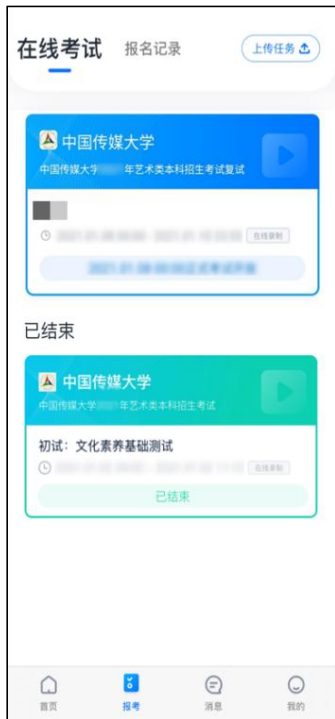 在线考试 报名记录 上传任务
中国传媒大学
中国传媒大学 年艺术类本科招生考试复试
在线录制
已结束
中国传媒大学
中国传媒大学 年艺术类本科招生考试
初试：文化素养基础测试
在线录制
已结束
首页 报考 消息 我的